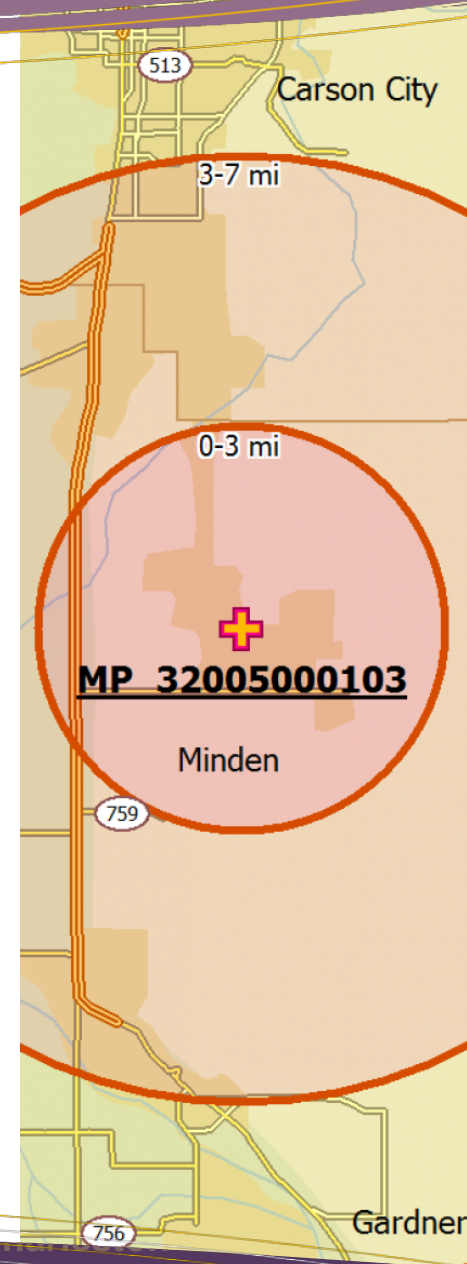 513
Carson City
3-7 mi
0-3 mi
MP 32005000103
Minden
759
Gardner
756